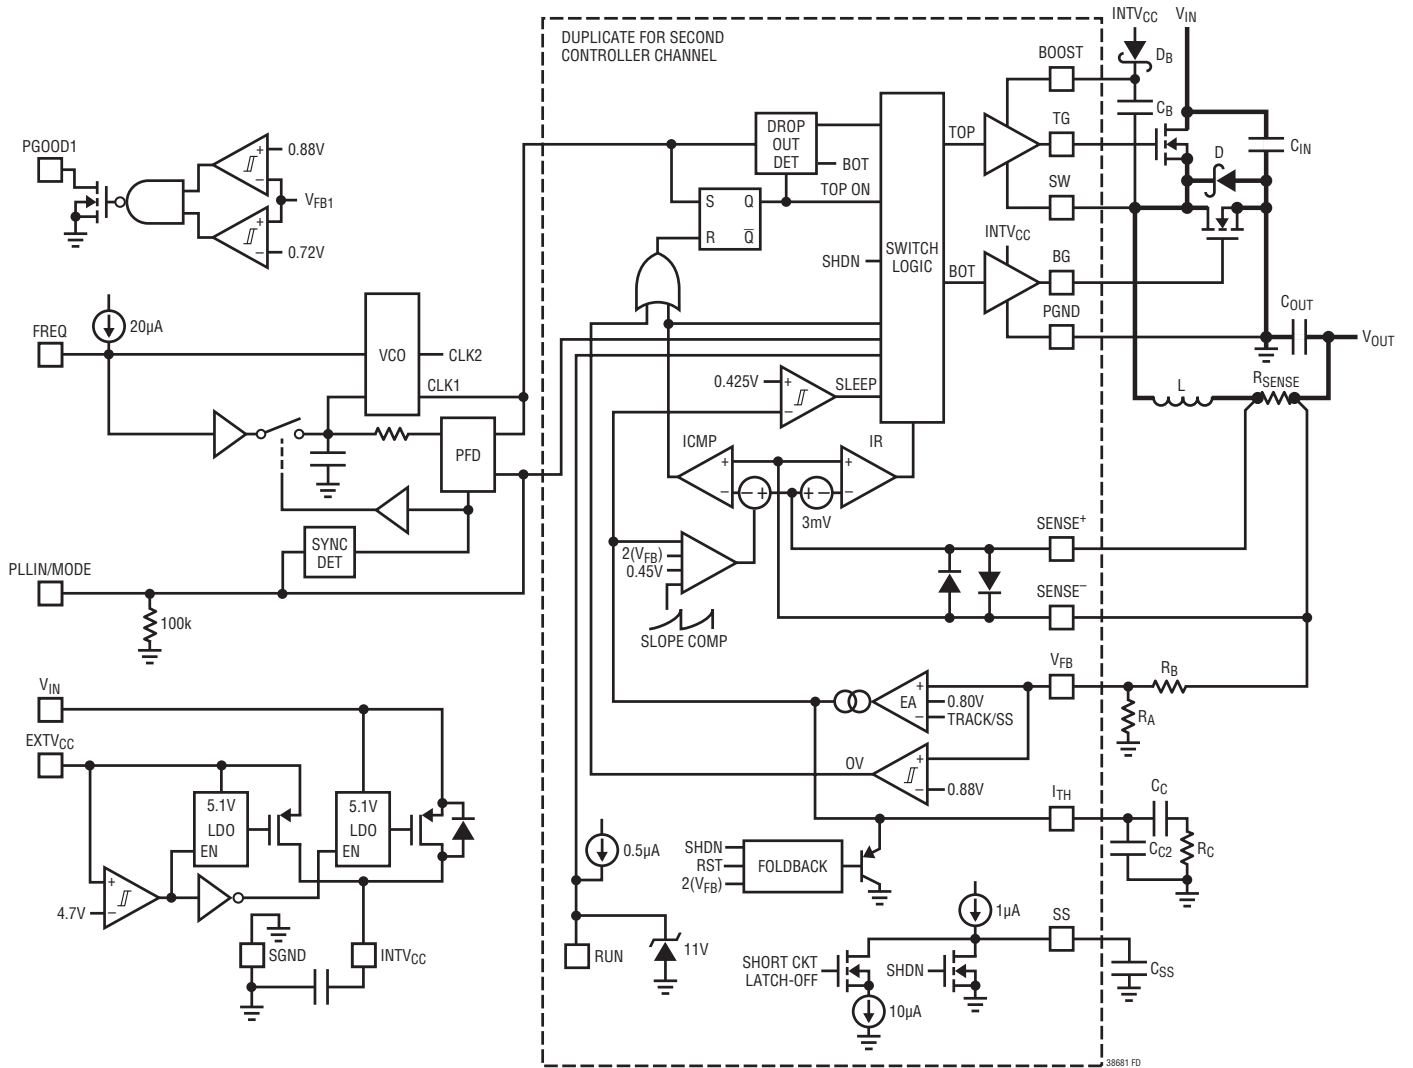 DUPLICATE FOR SECOND
CONTROLLER CHANNEL
INTVCC
VIN
BOOST
DB
CB
DROP
OUT
DET
BOT
TOP ON
TOP
TG
CIN
D
PGOOD1
+
0.88V
−
VFB1
+
−
0.72V
S
Q
R
Q̅
SW
SHDN
SWITCH
LOGIC
INTVCC
BOT
BG
PGND
COUT
VOUT
FREQ
20µA
VCO
CLK2
CLK1
0.425V
+
−
SLEEP
L
RSENSE
PFD
ICMP
+
−
− +
+ −
3mV
IR
+
−
SYNC
DET
PLLIN/MODE
100k
2(VFB)
0.45V
SLOPE COMP
SENSE+
SENSE−
VFB
RB
RA
EA
+
0.80V
−
TRACK/SS
OV
+
−
0.88V
ITH
CC
CC2
RC
VIN
EXTVCC
5.1V
LDO
EN
5.1V
LDO
EN
+
4.7V
−
SGND
INTVCC
0.5µA
RUN
11V
SHDN
RST
2(VFB)
FOLDBACK
1µA
SS
CSS
SHORT CKT
LATCH-OFF
SHDN
10µA
38681 FD